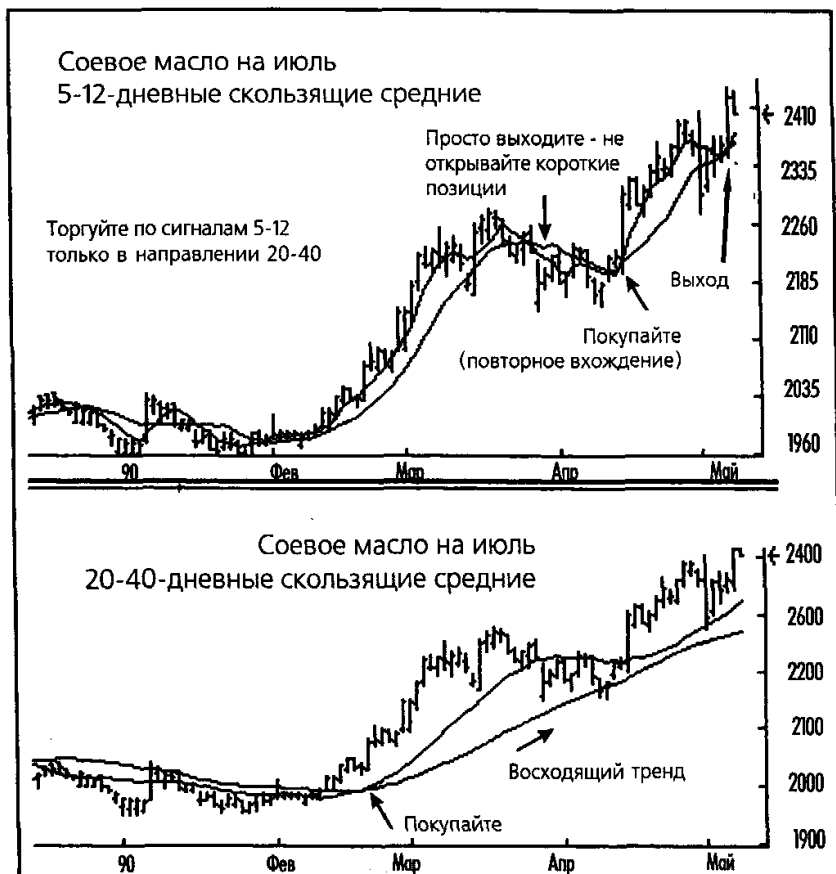 Соевое масло на июль
5-12-дневные скользящие средние
Просто выходите - не
открывайте короткие
позиции
Торгуйте по сигналам 5-12
только в направлении 20-40
Выход
Покупайте
(повторное вхождение)
2410
2335
2260
2185
2110
2035
1960
90
Фев
Мар
Апр
Май
Соевое масло на июль
20-40-дневные скользящие средние
2400
2600
2200
2100
2000
1900
Восходящий тренд
Покупайте
90
Фев
Мар
Апр
Май